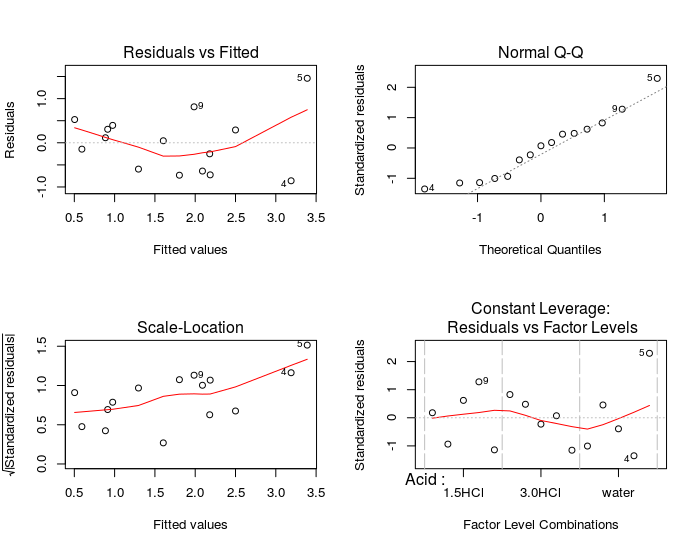 Residuals vs Fitted
Residuals
1.0
0.0
-1.0
5
9
4
0.5 1.0 1.5 2.0 2.5 3.0 3.5
Fitted values
Normal Q-Q
Standardized residuals
2
1
0
-1
5
9
4
-1 0 1
Theoretical Quantiles
Scale-Location
√|Standardized residuals|
1.5
1.0
0.5
0.0
5
9
4
0.5 1.0 1.5 2.0 2.5 3.0 3.5
Fitted values
Constant Leverage:
Residuals vs Factor Levels
Standardized residuals
2
1
0
-1
5
9
4
Acid :
1.5HCl 3.0HCl water
Factor Level Combinations